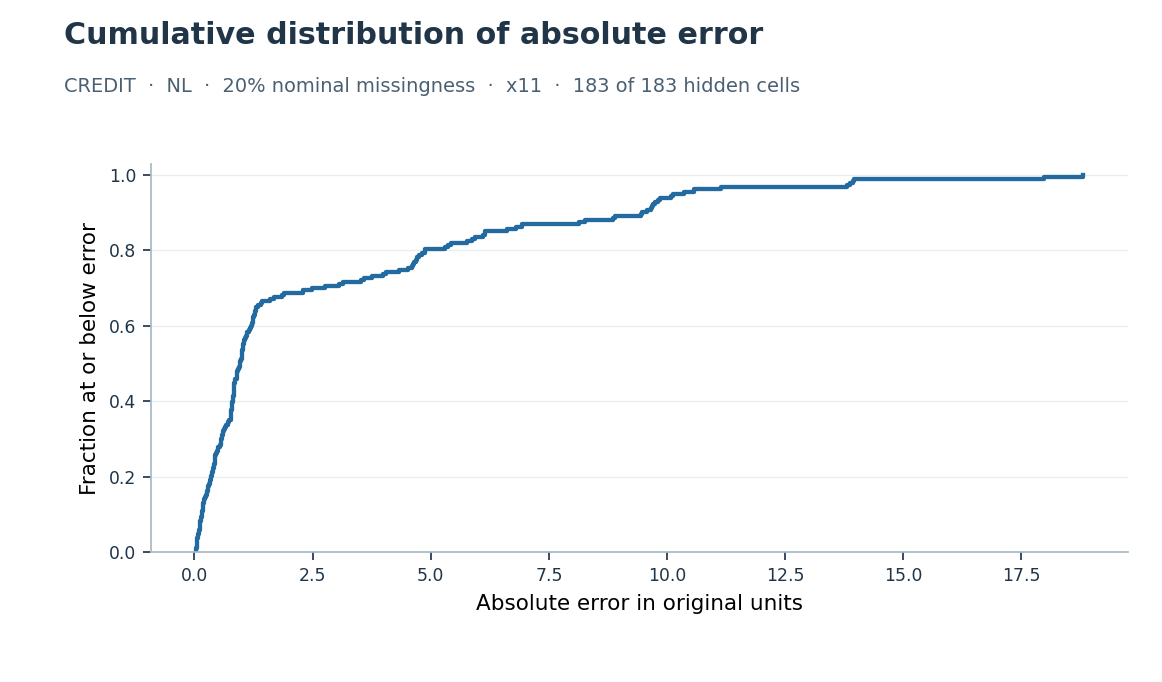 Cumulative distribution of absolute error
CREDIT · NL · 20% nominal missingness · x11 · 183 of 183 hidden cells
1.0
0.8
0.6
0.4
0.2
0.0
Fraction at or below error
0.0 2.5 5.0 7.5 10.0 12.5 15.0 17.5
Absolute error in original units